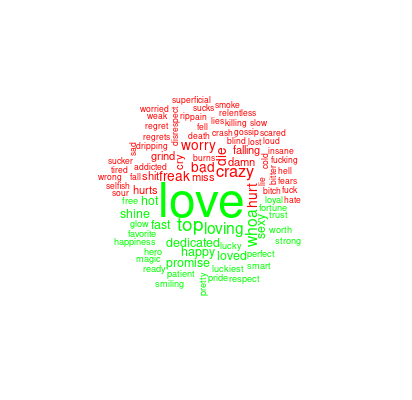 superficial
sucks smoke
worried rip pain relentless
weak disrespect lies killing slow
regret fell
death crash gossip scared
regrets blind lost loud
sad dripping worry die falling insane
sucker grind cry burns damn cold fucking
tired addicted bad crazy bitter hell
wrong fall shit freak miss lie fears
selfish hurts hurt bitch fuck
sour love loyal hate
free hot fortune
shine whoa sexy trust
glow fast top loving worth
favorite
happiness dedicated lucky strong
hero happy loved perfect
magic promise
ready luckiest smart
patient pretty pride respect
smiling